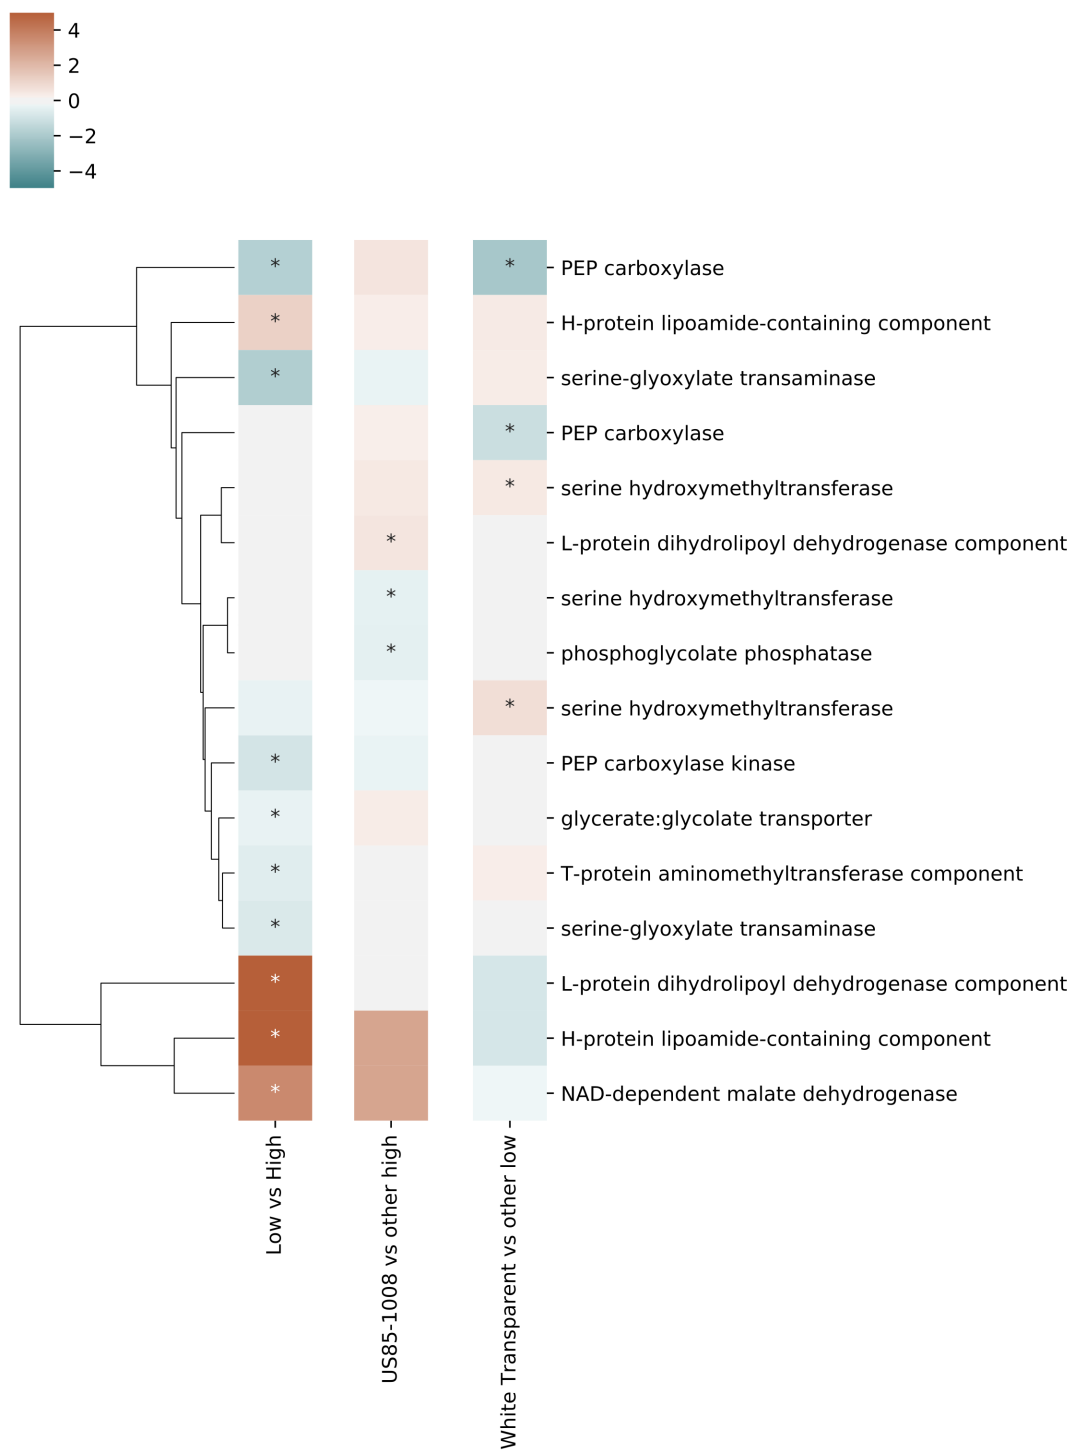 4
2
0
−2
−4
* * PEP carboxylase
* H-protein lipoamide-containing component
* serine-glyoxylate transaminase
* PEP carboxylase
* serine hydroxymethyltransferase
* L-protein dihydrolipoyl dehydrogenase component
* serine hydroxymethyltransferase
* phosphoglycolate phosphatase
* serine hydroxymethyltransferase
* PEP carboxylase kinase
* glycerate:glycolate transporter
* T-protein aminomethyltransferase component
* serine-glyoxylate transaminase
* L-protein dihydrolipoyl dehydrogenase component
* H-protein lipoamide-containing component
* NAD-dependent malate dehydrogenase
Low vs High
US85-1008 vs other high
White Transparent vs other low